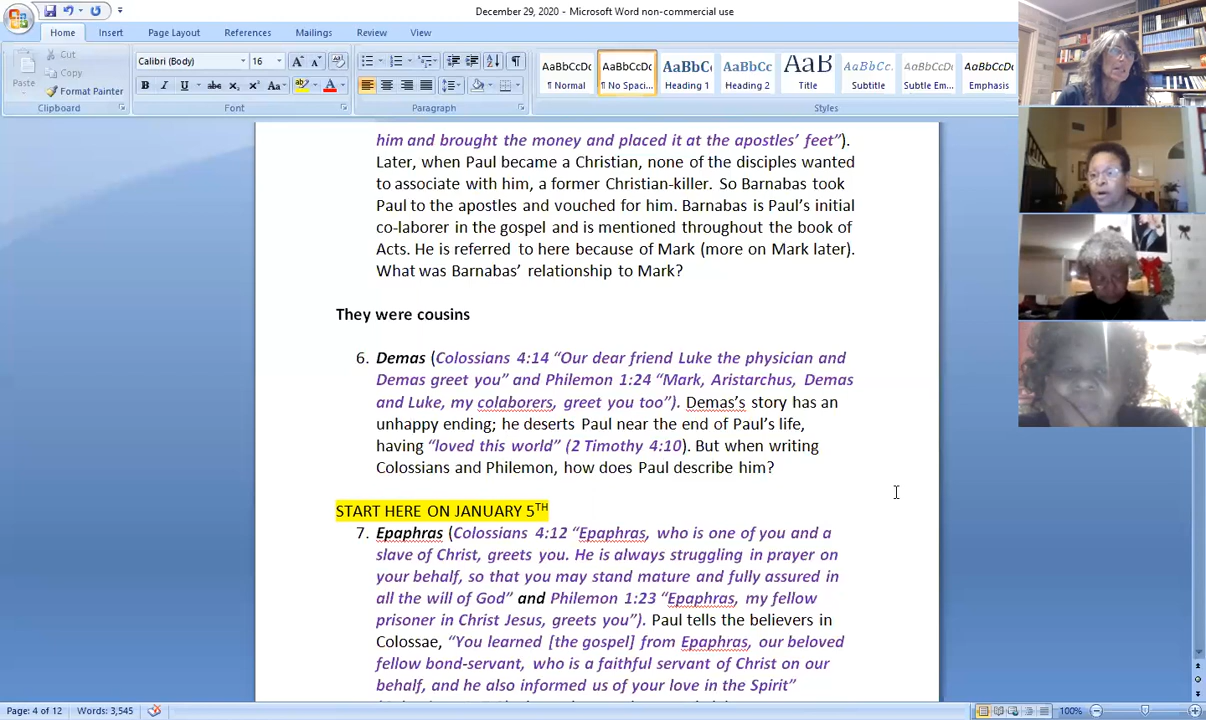 December 29, 2020 - Microsoft Word non-commercial use
Home Insert Page Layout References Mailings Review View
Cut
Copy
Format Painter
Paste
Clipboard
Calibri (Body) 16
Font
Paragraph
AaBbCcDc AaBbCcDc AaBbC AaBbCc AaB AaBbCcI AaBbCcDc AaBbCcDc
¶ Normal ¶ No Spaci... Heading 1 Heading 2 Title Subtitle Subtle Em... Emphasis
Styles
him and brought the money and placed it at the apostles’ feet”).
Later, when Paul became a Christian, none of the disciples wanted
to associate with him, a former Christian-killer. So Barnabas took
Paul to the apostles and vouched for him. Barnabas is Paul’s initial
co-laborer in the gospel and is mentioned throughout the book of
Acts. He is referred to here because of Mark (more on Mark later).
What was Barnabas’ relationship to Mark?
They were cousins
6. Demas (Colossians 4:14 “Our dear friend Luke the physician and
Demas greet you” and Philemon 1:24 “Mark, Aristarchus, Demas
and Luke, my colaborers, greet you too”). Demas’s story has an
unhappy ending; he deserts Paul near the end of Paul’s life,
having “loved this world” (2 Timothy 4:10). But when writing
Colossians and Philemon, how does Paul describe him?
START HERE ON JANUARY 5TH
7. Epaphras (Colossians 4:12 “Epaphras, who is one of you and a
slave of Christ, greets you. He is always struggling in prayer on
your behalf, so that you may stand mature and fully assured in
all the will of God” and Philemon 1:23 “Epaphras, my fellow
prisoner in Christ Jesus, greets you”). Paul tells the believers in
Colossae, “You learned [the gospel] from Epaphras, our beloved
fellow bond-servant, who is a faithful servant of Christ on our
behalf, and he also informed us of your love in the Spirit”
Page: 4 of 12 Words: 3,545 100%